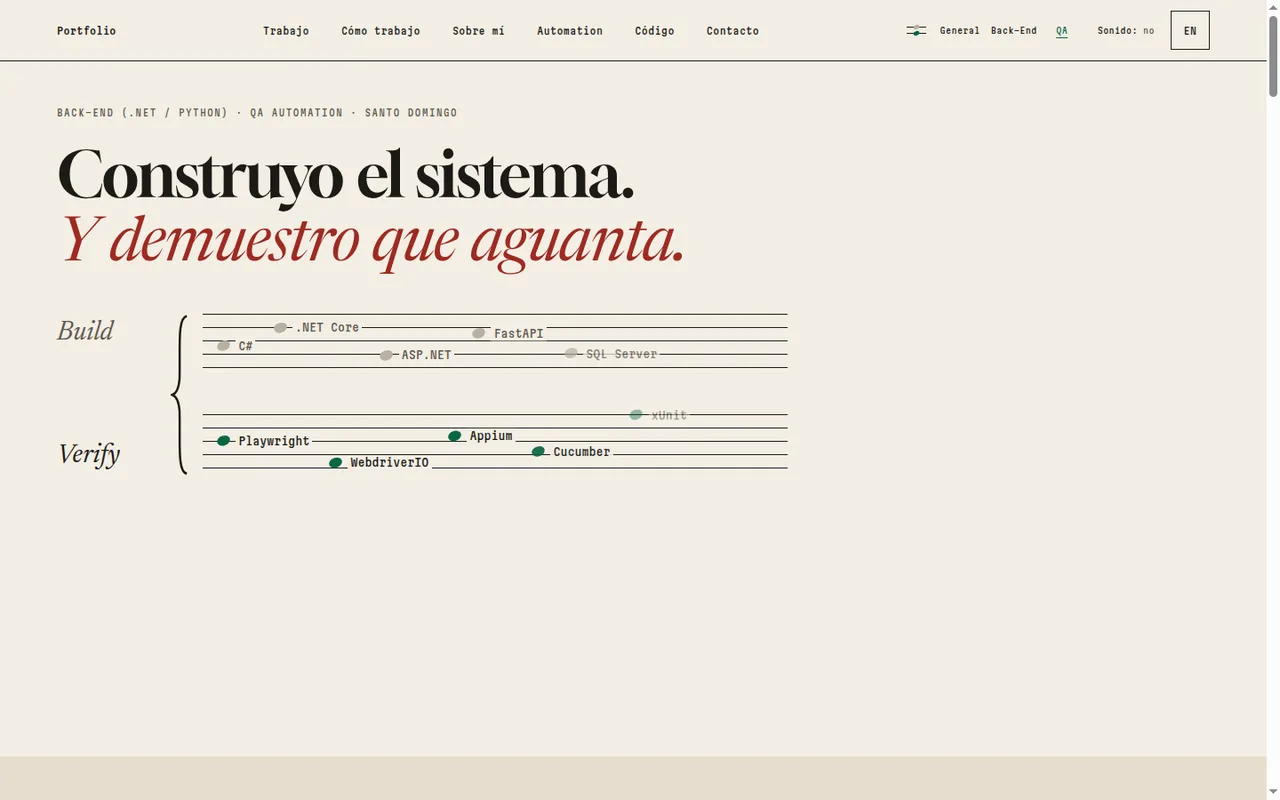 Portfolio Trabajo Cómo trabajo Sobre mí Automation Código Contacto General Back-End QA Sonido: no EN
BACK-END (.NET / PYTHON) · QA AUTOMATION · SANTO DOMINGO
Construyo el sistema.
Y demuestro que aguanta.
Build
.NET Core
FastAPI
C#
ASP.NET
SQL Server
xUnit
Verify
Playwright
Appium
Cucumber
WebdriverIO